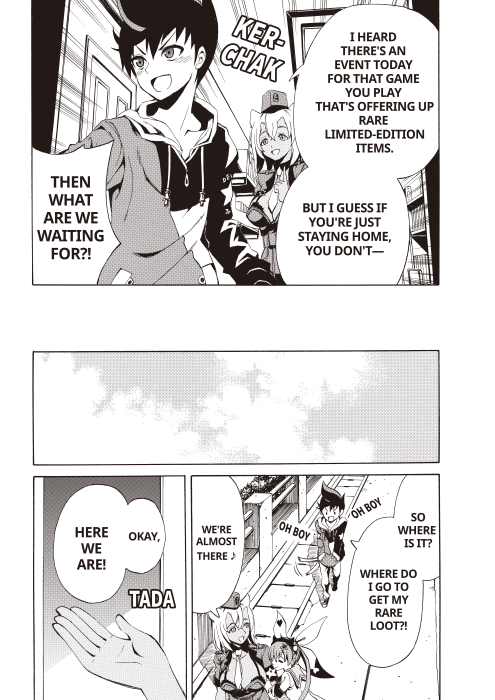 KER-
CHAK
I HEARD
THERE'S AN
EVENT TODAY
FOR THAT GAME
YOU PLAY
THAT'S OFFERING UP
RARE
LIMITED-EDITION
ITEMS.
BUT I GUESS IF
YOU'RE JUST
STAYING HOME,
YOU DON'T—
THEN
WHAT
ARE WE
WAITING
FOR?!
OH BOY
OH BOY
SO
WHERE
IS IT?
WHERE DO
I GO TO
GET MY
RARE
LOOT?!
WE'RE
ALMOST
THERE ♪
OKAY,
HERE
WE
ARE!
TADA